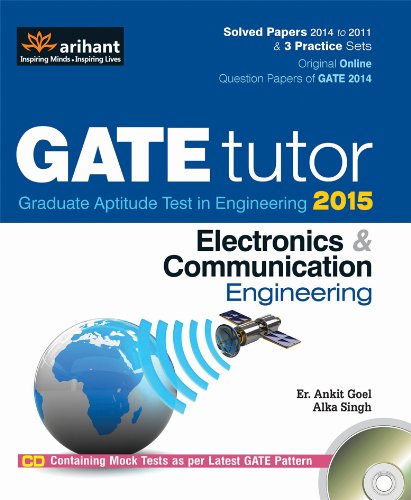 arihant
Inspiring Minds • Inspiring Lives
Solved Papers 2014 to 2011
& 3 Practice Sets
Original Online
Question Papers of GATE 2014
GATE tutor
Graduate Aptitude Test in Engineering 2015
Electronics &
Communication
Engineering
Er. Ankit Goel
Alka Singh
CD Containing Mock Tests as per Latest GATE Pattern